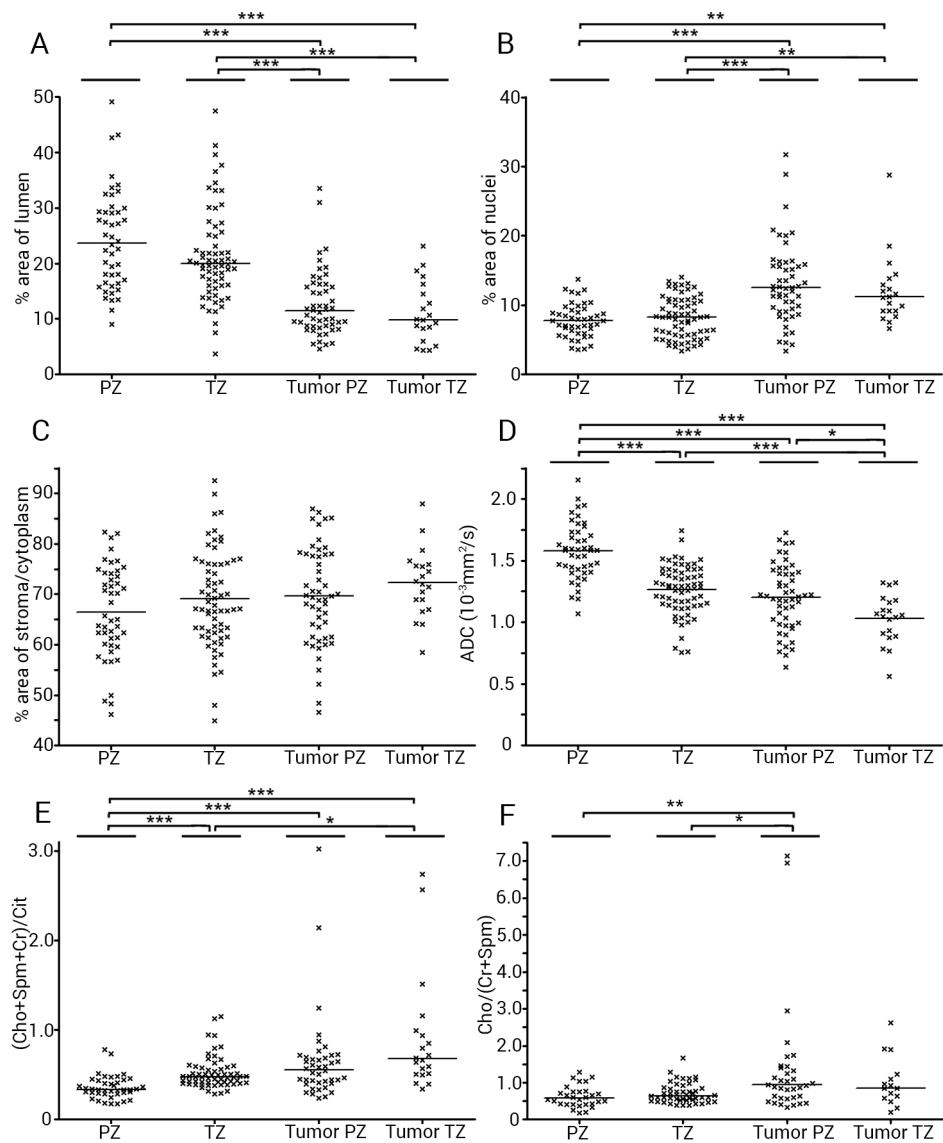 A
***
***
***
***
% area of lumen
50
40
30
20
10
0
PZ
TZ
Tumor PZ
Tumor TZ
B
**
***
**
***
% area of nuclei
40
30
20
10
0
PZ
TZ
Tumor PZ
Tumor TZ
C
% area of stroma/cytoplasm
90
80
70
60
50
40
PZ
TZ
Tumor PZ
Tumor TZ
D
***
***
*
***
***
ADC (10⁻³mm²/s)
2.0
1.5
1.0
0.5
0
PZ
TZ
Tumor PZ
Tumor TZ
E
***
***
***
*
(Cho+Spm+Cr)/Cit
3.0
2.0
1.0
0
PZ
TZ
Tumor PZ
Tumor TZ
F
**
*
Cho/(Cr+Spm)
7.0
6.0
5.0
4.0
3.0
2.0
1.0
0
PZ
TZ
Tumor PZ
Tumor TZ